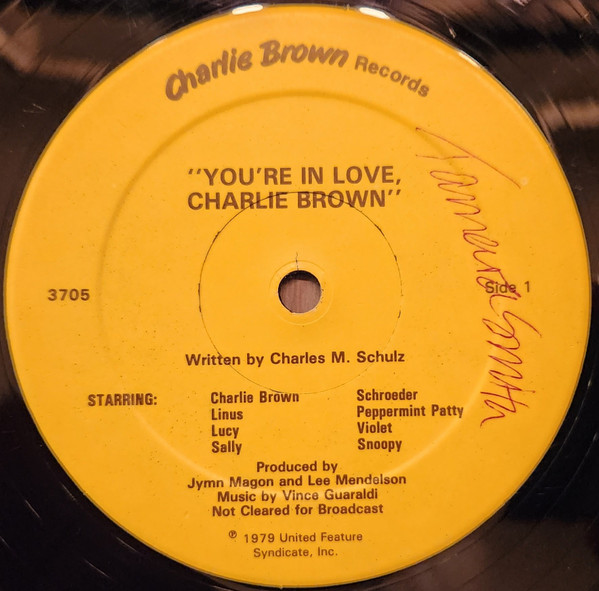 Charlie Brown Records
"YOU'RE IN LOVE,
CHARLIE BROWN"
Tamara Smith
3705
Side 1
Written by Charles M. Schulz
STARRING:
Charlie Brown
Linus
Lucy
Sally
Schroeder
Peppermint Patty
Violet
Snoopy
Produced by
Jymn Magon and Lee Mendelson
Music by Vince Guaraldi
Not Cleared for Broadcast
℗ 1979 United Feature
Syndicate, Inc.